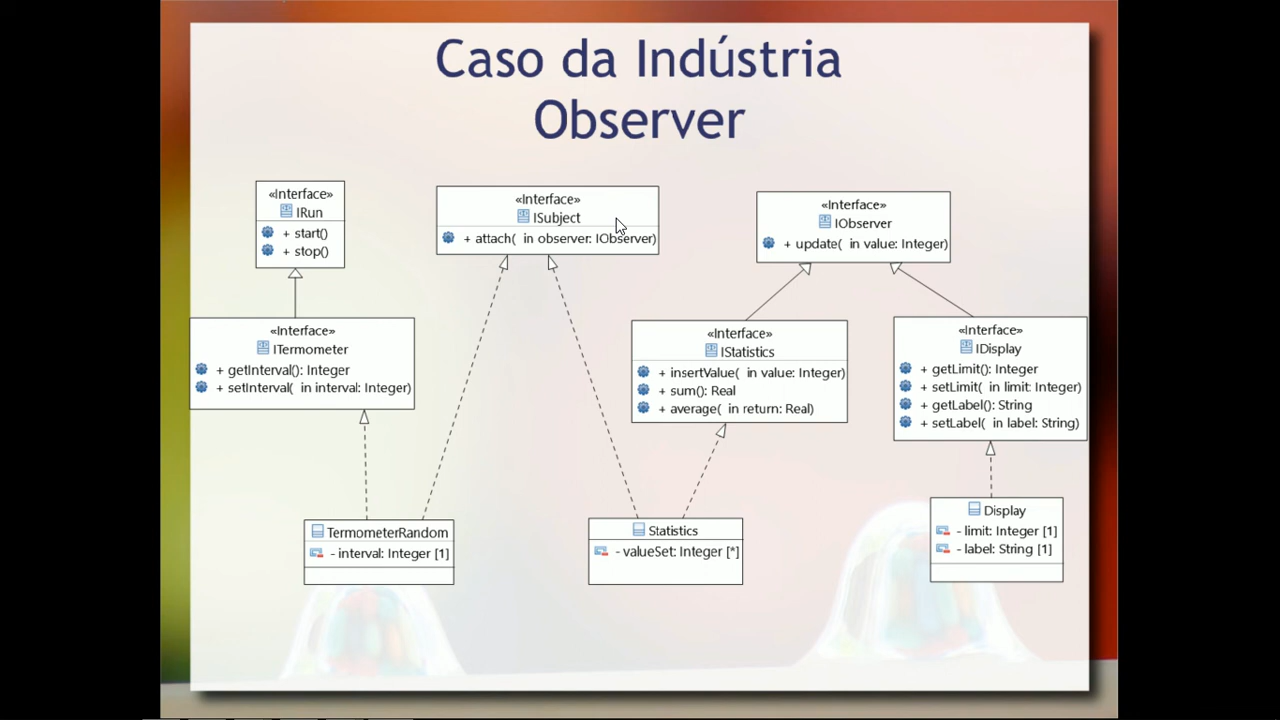 Caso da Indústria
Observer
«Interface»
IRun
+ start()
+ stop()
«Interface»
ISubject
+ attach( in observer: IObserver)
«Interface»
IObserver
+ update( in value: Integer)
«Interface»
ITermometer
+ getInterval(): Integer
+ setInterval( in interval: Integer)
«Interface»
IStatistics
+ insertValue( in value: Integer)
+ sum(): Real
+ average( in return: Real)
«Interface»
IDisplay
+ getLimit(): Integer
+ setLimit( in limit: Integer)
+ getLabel(): String
+ setLabel( in label: String)
TermometerRandom
- interval: Integer [1]
Statistics
- valueSet: Integer [*]
Display
- limit: Integer [1]
- label: String [1]